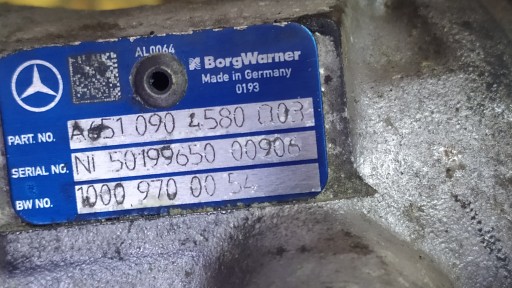 AL0064
BorgWarner
Made in Germany
0193
PART. NO. A651 090 4580 003
SERIAL NO. NI 50199650 00906
BW NO. 1000 970 00 54